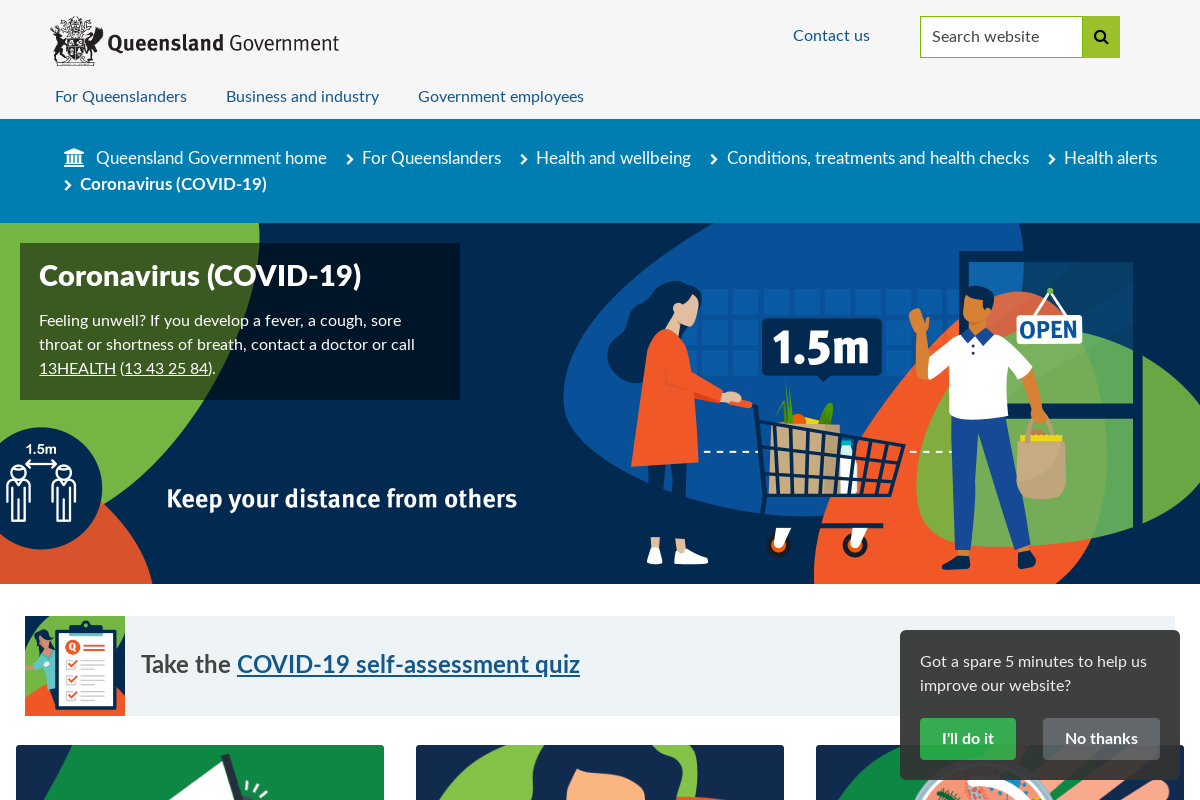 Queensland Government
Contact us
Search website
For Queenslanders
Business and industry
Government employees
Queensland Government home
For Queenslanders
Health and wellbeing
Conditions, treatments and health checks
Health alerts
Coronavirus (COVID-19)
Coronavirus (COVID-19)
Feeling unwell? If you develop a fever, a cough, sore
throat or shortness of breath, contact a doctor or call
13HEALTH (13 43 25 84).
1.5m
OPEN
1.5m
Keep your distance from others
Q
Take the COVID-19 self-assessment quiz
Got a spare 5 minutes to help us
improve our website?
I'll do it
No thanks